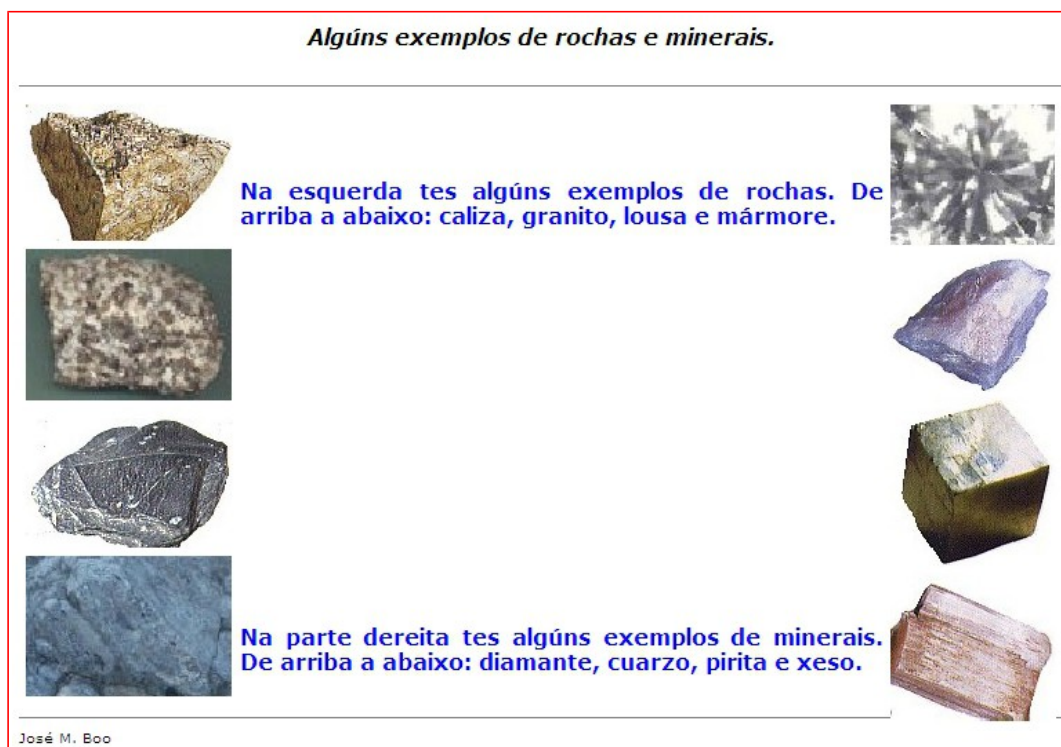 Algúns exemplos de rochas e minerais.
Na esquerda tes algúns exemplos de rochas. De
arriba a abaixo: caliza, granito, lousa e mármore.
Na parte dereita tes algúns exemplos de minerais.
De arriba a abaixo: diamante, cuarzo, pirita e xeso.
José M. Boo